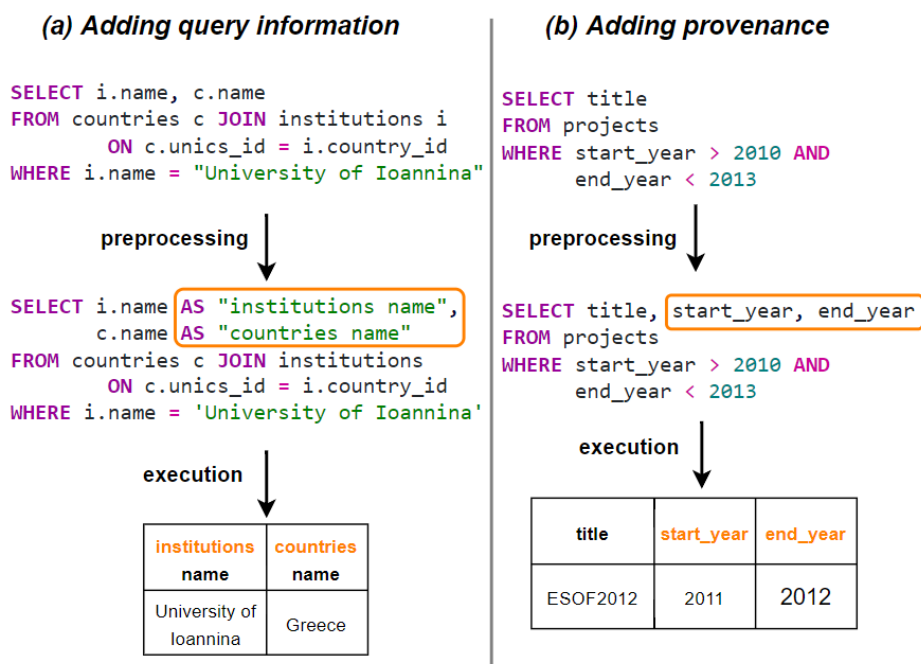 (a) Adding query information
SELECT i.name, c.name
FROM countries c JOIN institutions i
ON c.unics_id = i.country_id
WHERE i.name = "University of Ioannina"
preprocessing
SELECT i.name AS "institutions name",
c.name AS "countries name"
FROM countries c JOIN institutions
ON c.unics_id = i.country_id
WHERE i.name = 'University of Ioannina'
execution
institutions countries
name name
University of
Ioannina
Greece
(b) Adding provenance
SELECT title
FROM projects
WHERE start_year > 2010 AND
end_year < 2013
preprocessing
SELECT title, start_year, end_year
FROM projects
WHERE start_year > 2010 AND
end_year < 2013
execution
title start_year end_year
ESOF2012 2011 2012